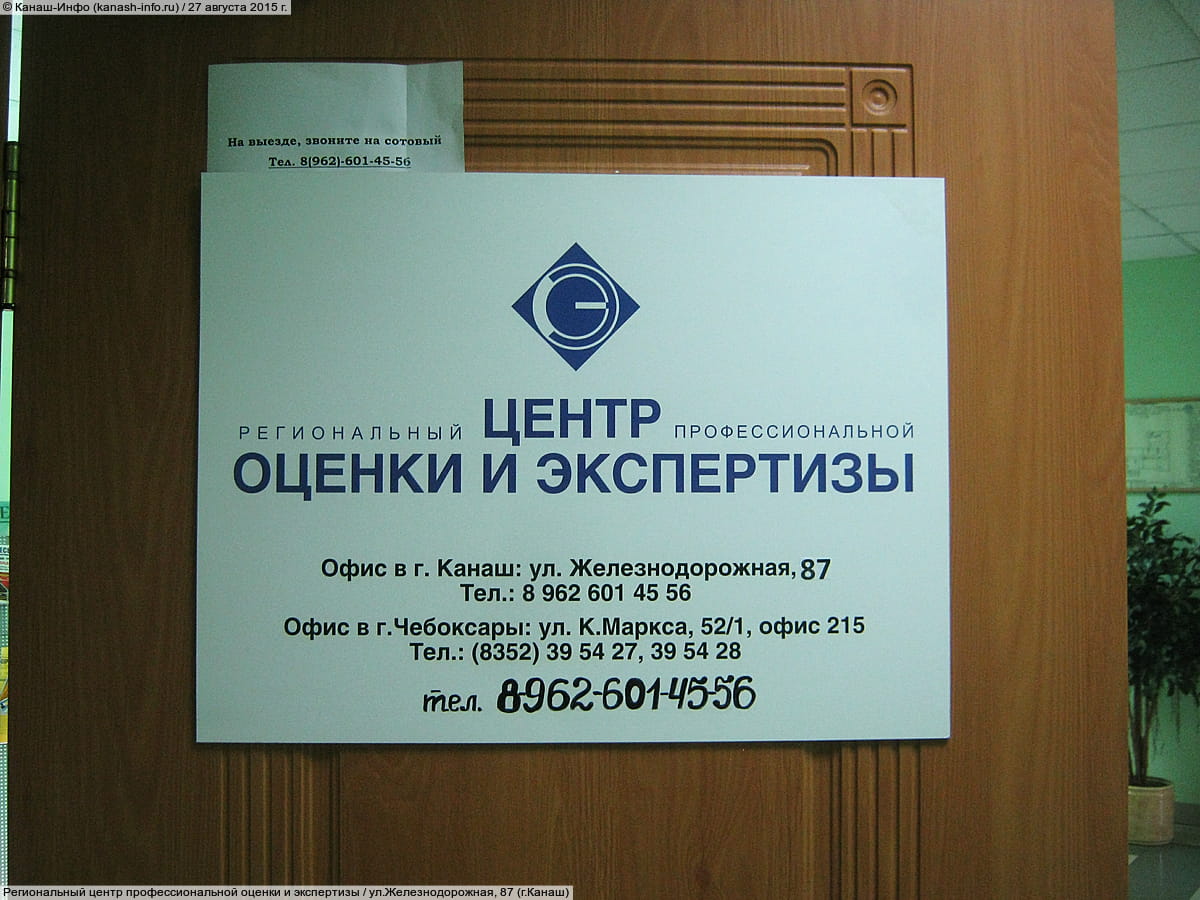 © Канаш-Инфо (kanash-info.ru) / 27 августа 2015 г.
На выезде, звоните на сотовый
Тел. 8(962)-601-45-56
РЕГИОНАЛЬНЫЙ ЦЕНТР ПРОФЕССИОНАЛЬНОЙ
ОЦЕНКИ И ЭКСПЕРТИЗЫ
Офис в г. Канаш: ул. Железнодорожная, 87
Тел.: 8 962 601 45 56
Офис в г.Чебоксары: ул. К.Маркса, 52/1, офис 215
Тел.: (8352) 39 54 27, 39 54 28
тел. 8-962-601-45-56
Региональный центр профессиональной оценки и экспертизы / ул.Железнодорожная, 87 (г.Канаш)